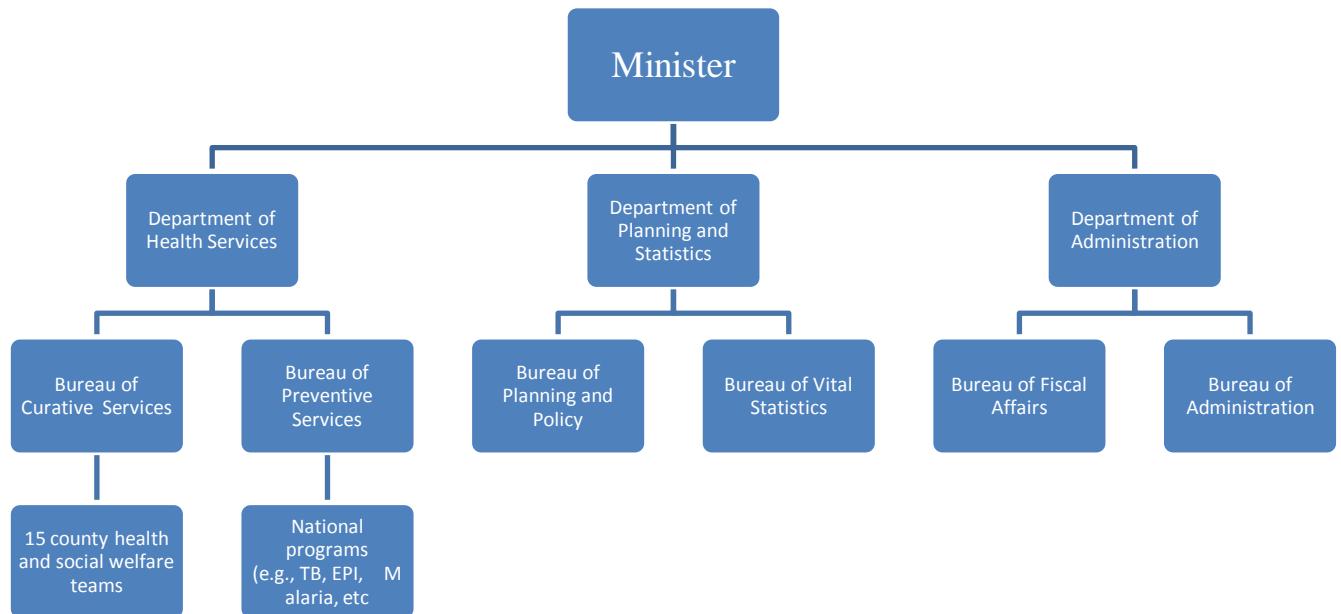 Minister
Department of
Health Services
Department of
Planning and
Statistics
Department of
Administration
Bureau of
Curative Services
Bureau of
Preventive
Services
Bureau of
Planning and
Policy
Bureau of Vital
Statistics
Bureau of Fiscal
Affairs
Bureau of
Administration
15 county health
and social welfare
teams
National
programs
(e.g., TB, EPI, M
alaria, etc